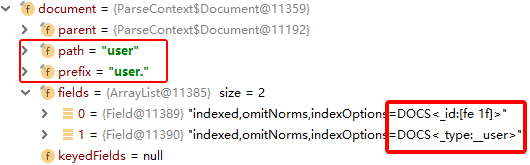 document = {ParseContext$Document@11359}
parent = {ParseContext$Document@11192}
path = "user"
prefix = "user."
fields = {ArrayList@11385} size = 2
0 = {Field@11389} "indexed,omitNorms,indexOptions=DOCS<_id:[fe 1f]>"
1 = {Field@11390} "indexed,omitNorms,indexOptions=DOCS<_type:__user>"
keyedFields = null